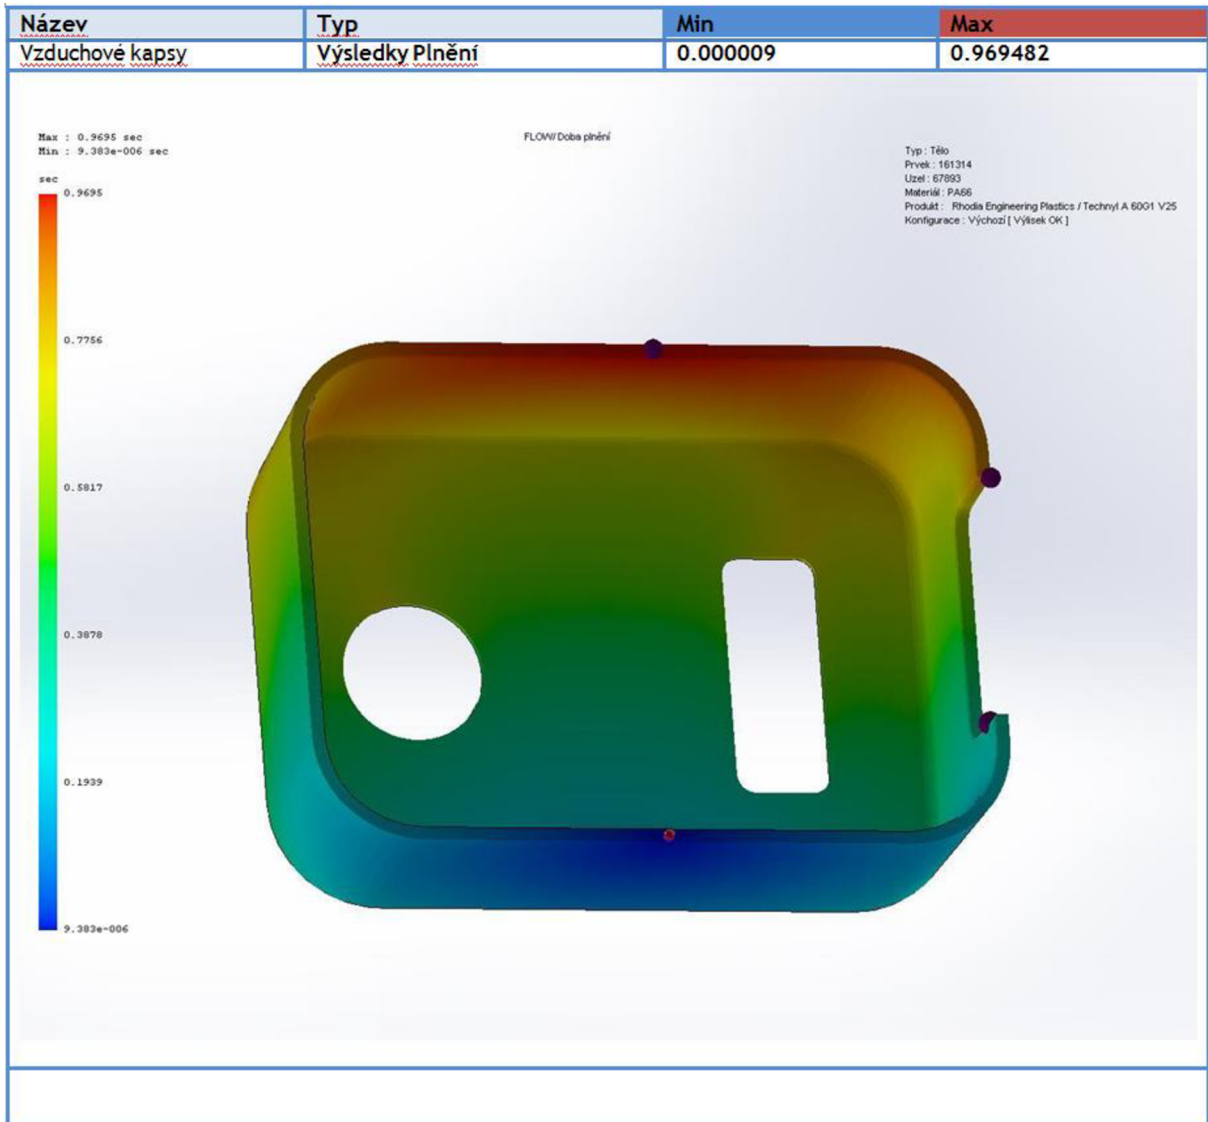 Název Typ Min Max
Vzduchové kapsy Výsledky Plnění 0.000009 0.969482
Max : 0.9695 sec
Min : 9.383e-006 sec
FLOW/Doba plnění
Typ : Tělo
Prvek : 161314
Uzel : 67893
Materiál : PA66
Produkt : Rhodia Engineering Plastics / Technyl A 60G1 V25
Konfigurace : Výchozí [ Výlisek OK ]
sec
0.9695
0.7756
0.5817
0.3878
0.1939
9.383e-006